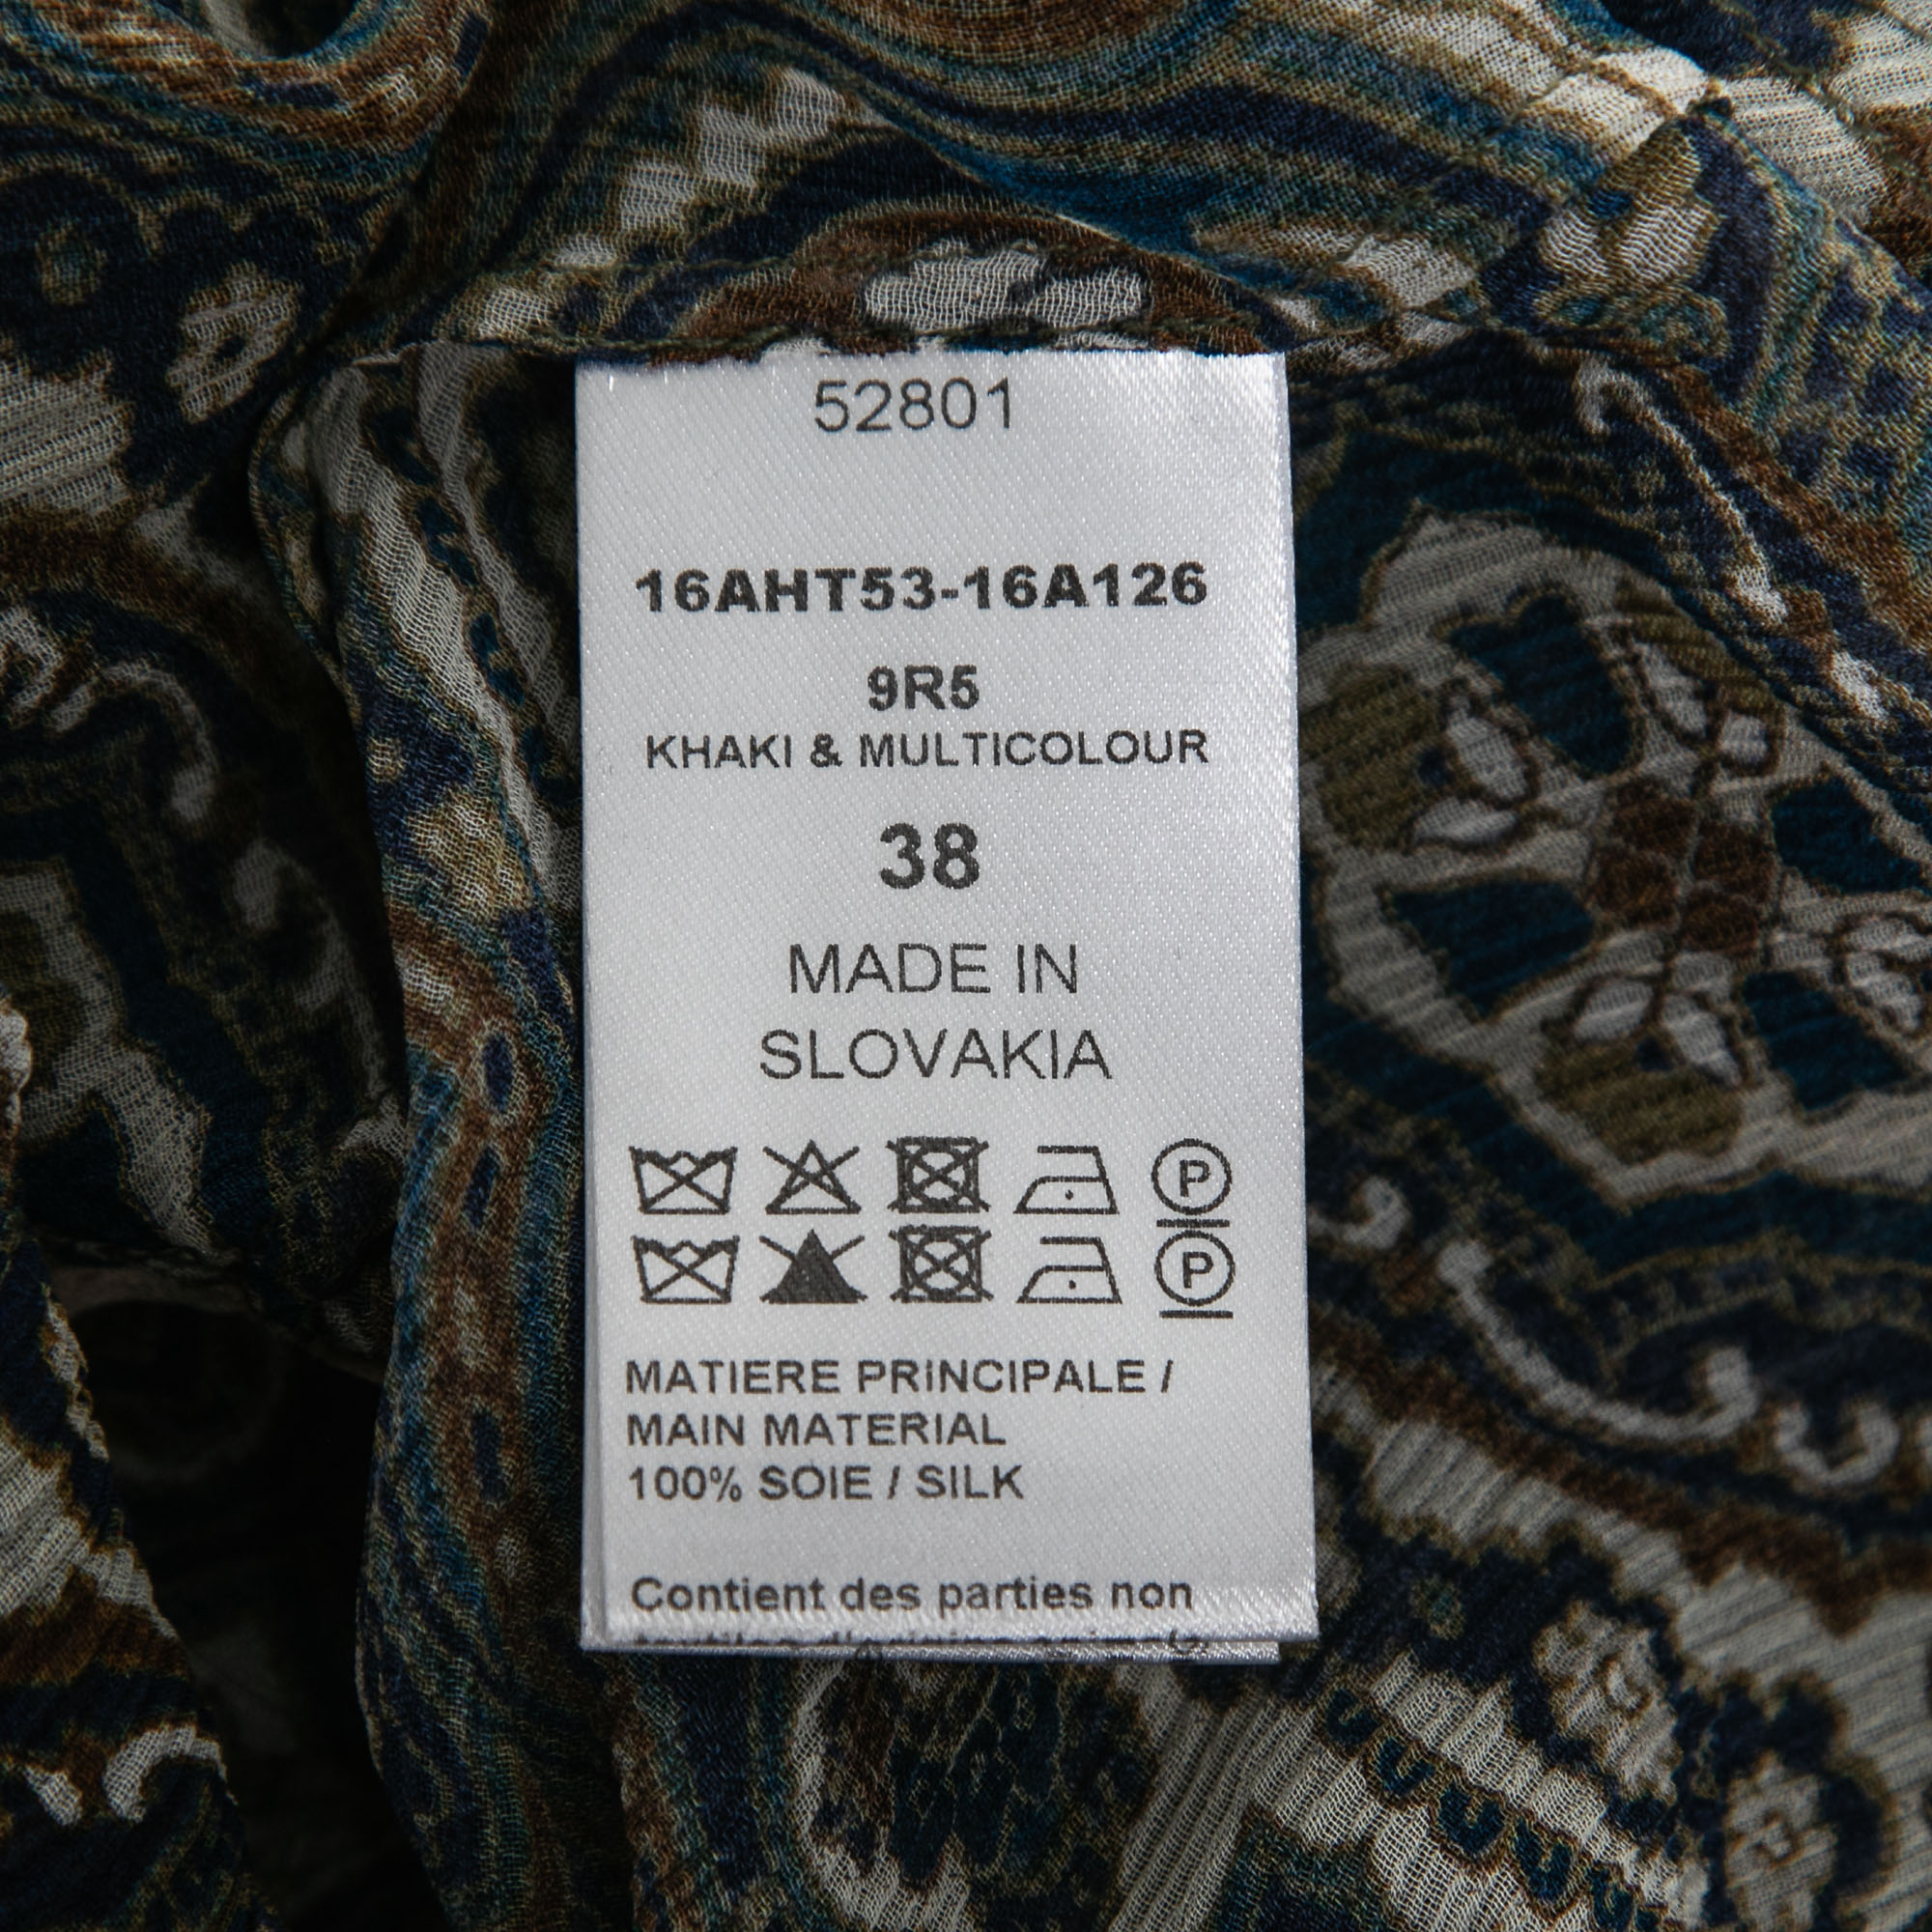 52801
16AHT53-16A126
9R5
KHAKI & MULTICOLOUR
38
MADE IN
SLOVAKIA
P
P
MATIERE PRINCIPALE /
MAIN MATERIAL
100% SOIE / SILK
Contient des parties non